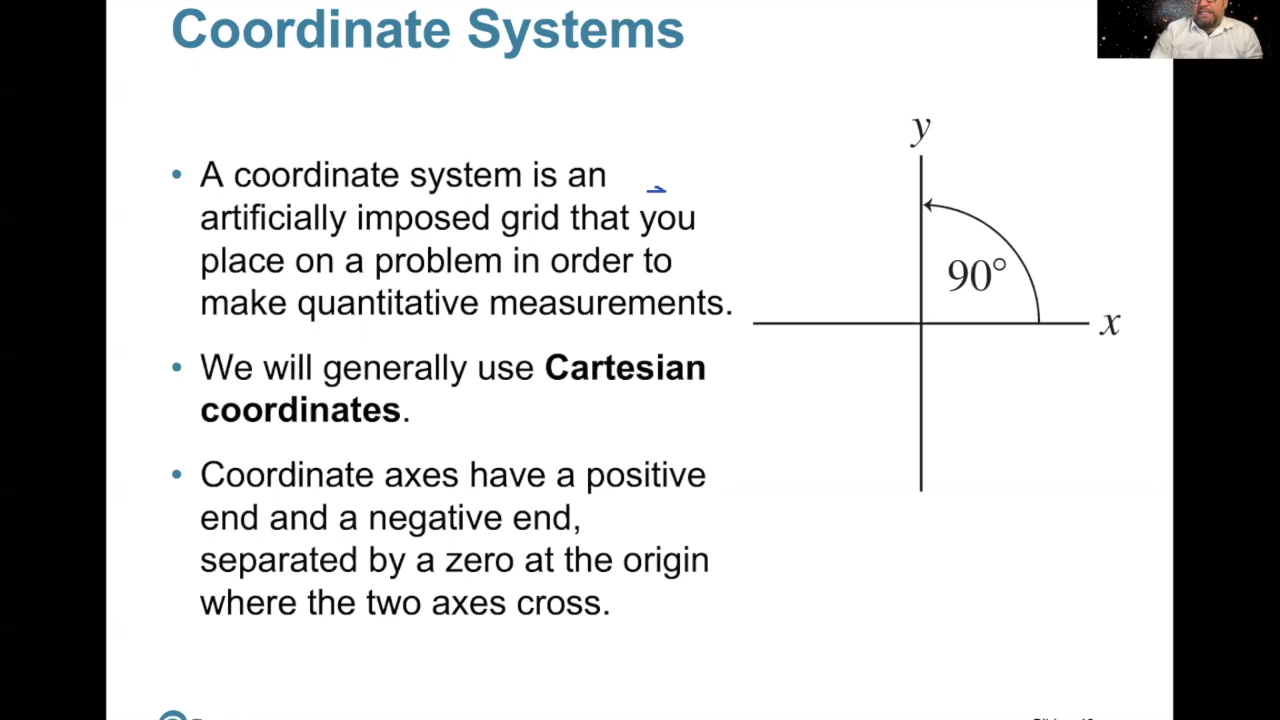 Coordinate Systems
• A coordinate system is an
artificially imposed grid that you
place on a problem in order to
make quantitative measurements.
• We will generally use Cartesian
coordinates.
• Coordinate axes have a positive
end and a negative end,
separated by a zero at the origin
where the two axes cross.
y
90°
x